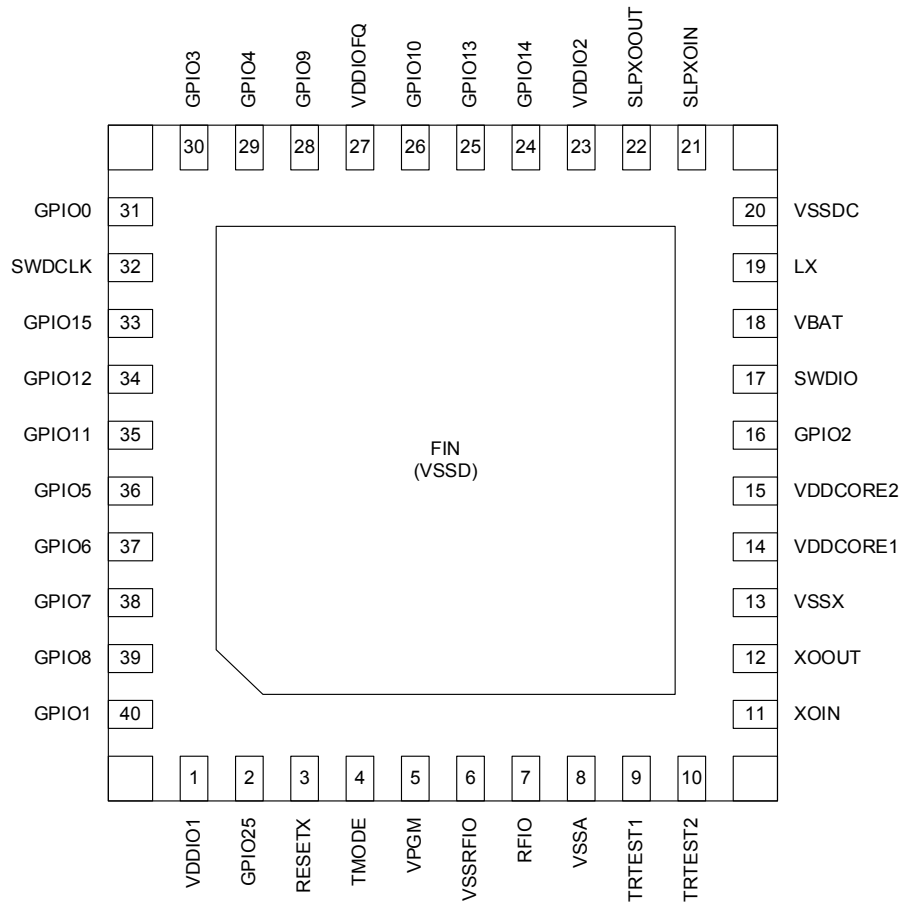 GPIO3
GPIO4
GPIO9
VDDIOFQ
GPIO10
GPIO13
GPIO14
VDDIO2
SLPXOOUT
SLPXOIN
30
29
28
27
26
25
24
23
22
21
GPIO0 31
SWDCLK 32
GPIO15 33
GPIO12 34
GPIO11 35
GPIO5 36
GPIO6 37
GPIO7 38
GPIO8 39
GPIO1 40
FIN
(VSSD)
20 VSSDC
19 LX
18 VBAT
17 SWDIO
16 GPIO2
15 VDDCORE2
14 VDDCORE1
13 VSSX
12 XOOUT
11 XOIN
1
2
3
4
5
6
7
8
9
10
VDDIO1
GPIO25
RESETX
TMODE
VPGM
VSSRFIO
RFIO
VSSA
TRTEST1
TRTEST2